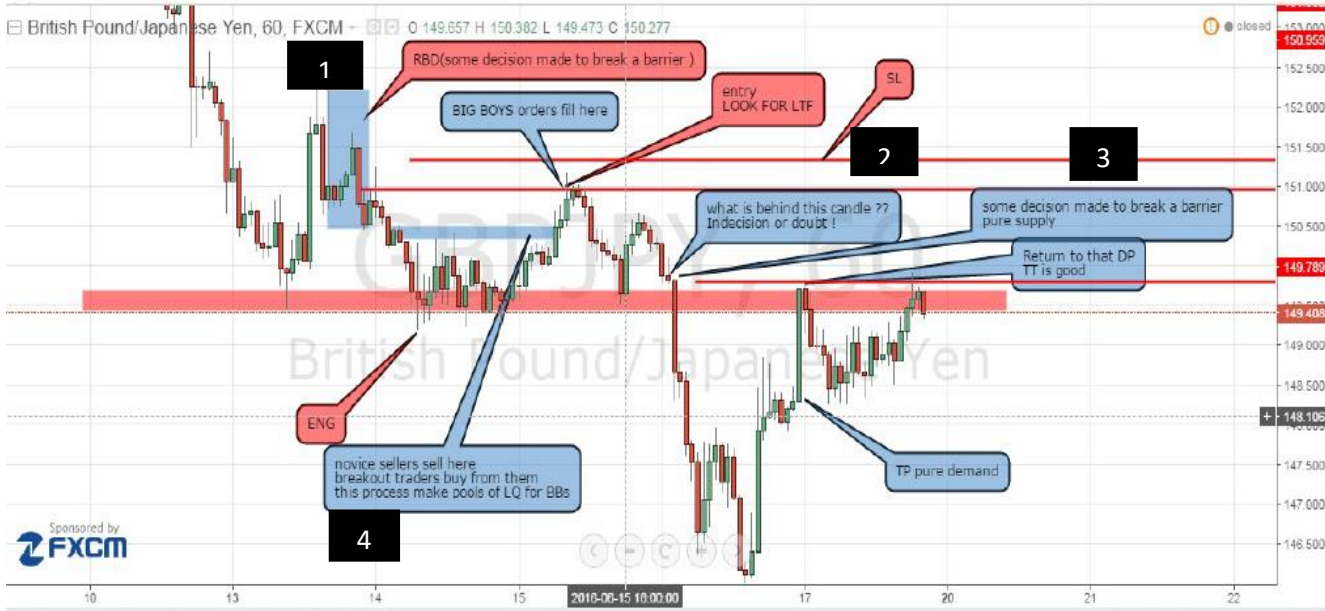 British Pound/Japanese Yen, 60, FXCM
O 149.657 H 150.382 L 149.473 C 150.277
closed
153.000
150.959
152.500
152.000
151.500
151.000
150.500
149.789
149.408
149.000
148.500
148.106
148.000
147.500
147.000
146.500
1
RBD(some decision made to break a barrier )
BIG BOYS orders fill here
entry
LOOK FOR LTF
SL
2
3
what is behind this candle ??
Indecision or doubt !
some decision made to break a barrier
pure supply
Return to that DP
TT is good
GBPJPY, 60
British Pound/Japanese Yen
ENG
novice sellers sell here
breakout traders buy from them
this process make pools of LQ for BBs
TP pure demand
4
Sponsored by
FXCM
10
13
14
15
2016-06-15 16:00:00
17
20
21
22